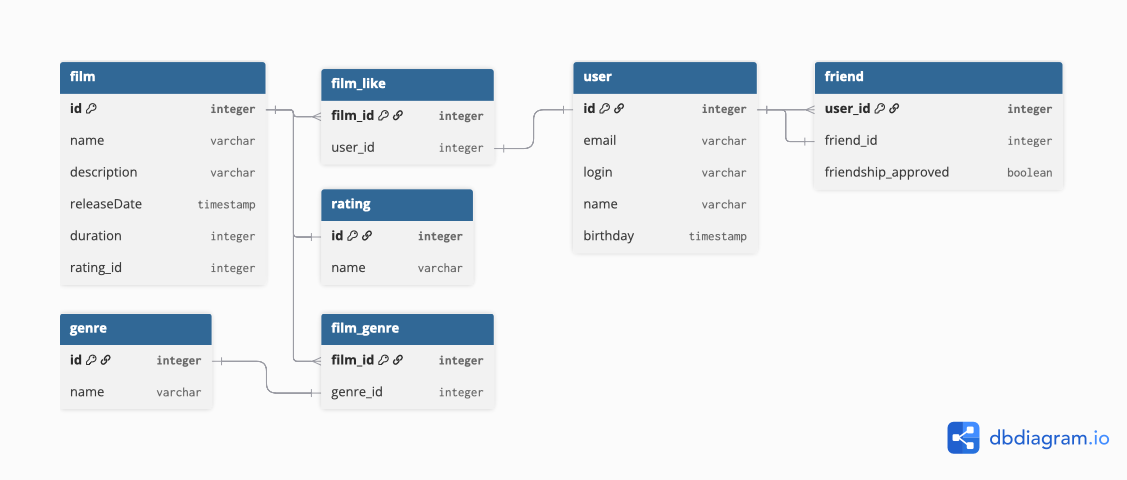 film
id integer
name varchar
description varchar
releaseDate timestamp
duration integer
rating_id integer
film_like
film_id integer
user_id integer
rating
id integer
name varchar
genre
id integer
name varchar
film_genre
film_id integer
genre_id integer
user
id integer
email varchar
login varchar
name varchar
birthday timestamp
friend
user_id integer
friend_id integer
friendship_approved boolean
dbdiagram.io